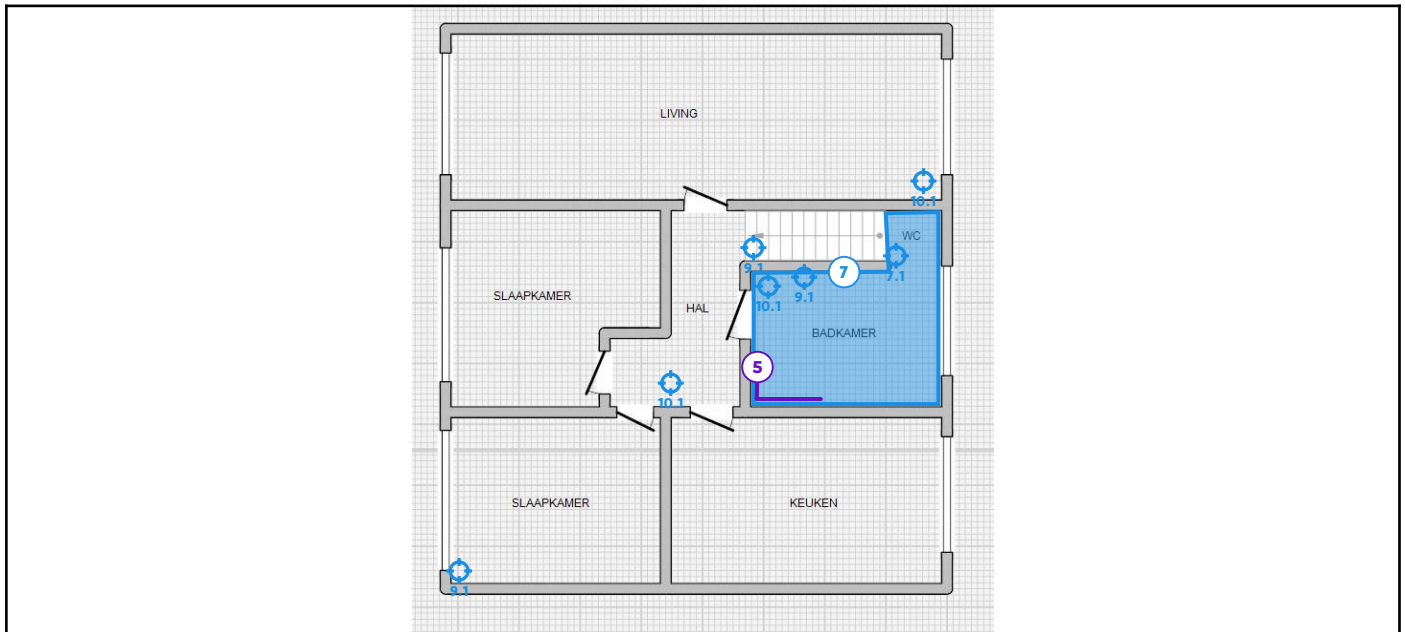 LIVING
10.1
WC
9.1
7.1
7
10.1
9.1
SLAAPKAMER
HAL
BADKAMER
5
10.1
SLAAPKAMER
KEUKEN
9.1